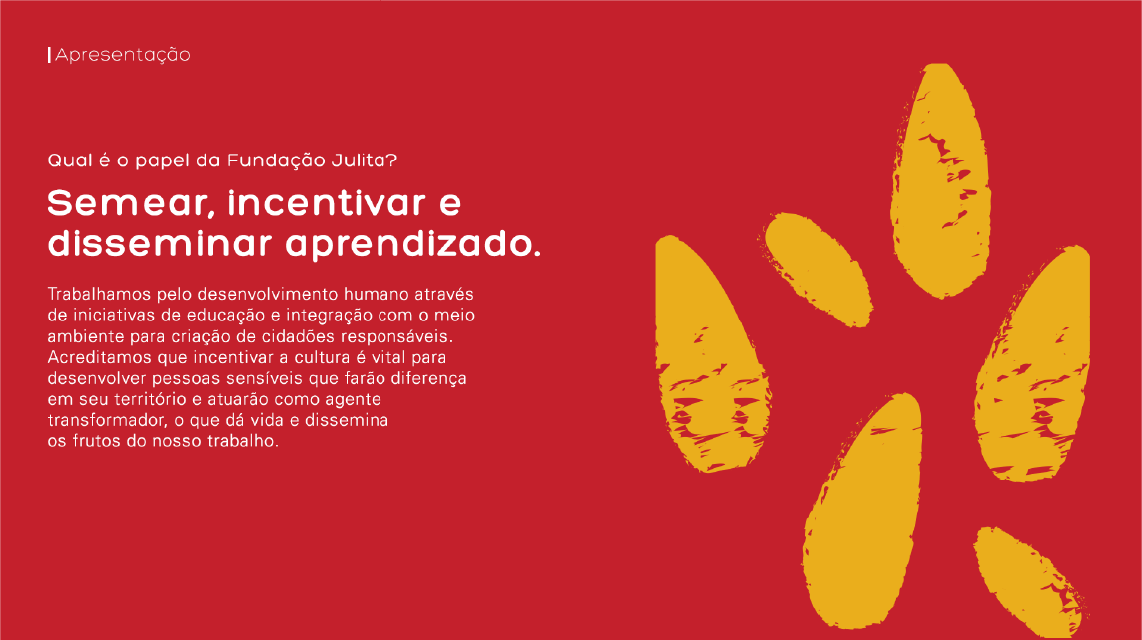 Apresentação
Qual é o papel da Fundação Julita?
Semear, incentivar e
disseminar aprendizado.
Trabalhamos pelo desenvolvimento humano através
de iniciativas de educação e integração com o meio
ambiente para criação de cidadões responsáveis.
Acreditamos que incentivar a cultura é vital para
desenvolver pessoas sensíveis que farão diferença
em seu território e atuarão como agente
transformador, o que dá vida e dissemina
os frutos do nosso trabalho.